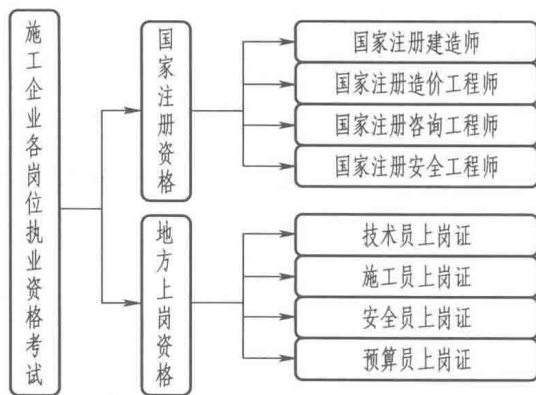 施工企业各岗位执业资格考试
国家注册资格
国家注册建造师
国家注册造价工程师
国家注册咨询工程师
国家注册安全工程师
地方上岗资格
技术员上岗证
施工员上岗证
安全员上岗证
预算员上岗证